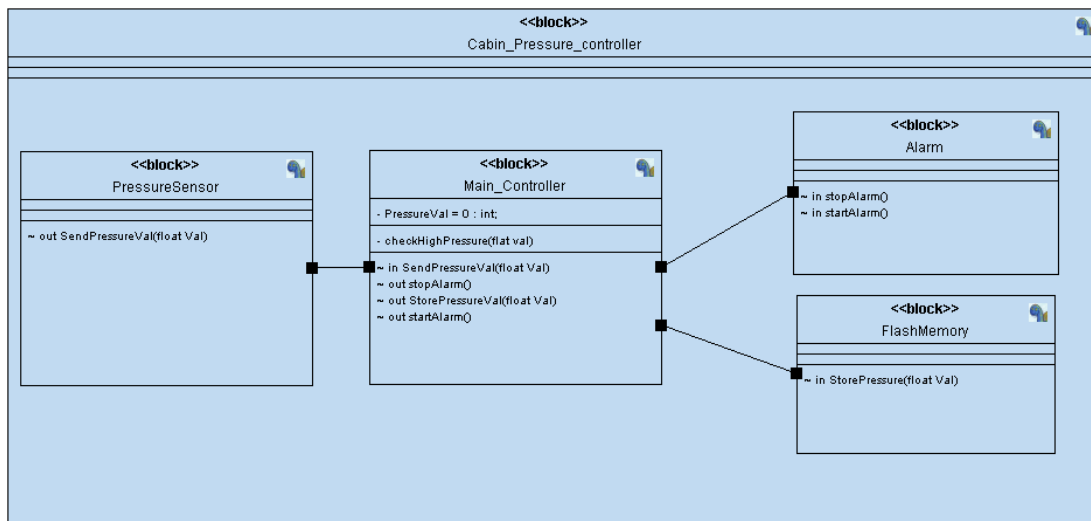 <<block>>
Cabin_Pressure_controller
<<block>>
PressureSensor
~ out SendPressureVal(float Val)
<<block>>
Main_Controller
- PressureVal = 0 : int;
- checkHighPressure(flat val)
~ in SendPressureVal(float Val)
~ out stopAlarm()
~ out StorePressureVal(float Val)
~ out startAlarm()
<<block>>
Alarm
~ in stopAlarm()
~ in startAlarm()
<<block>>
FlashMemory
~ in StorePressure(float Val)